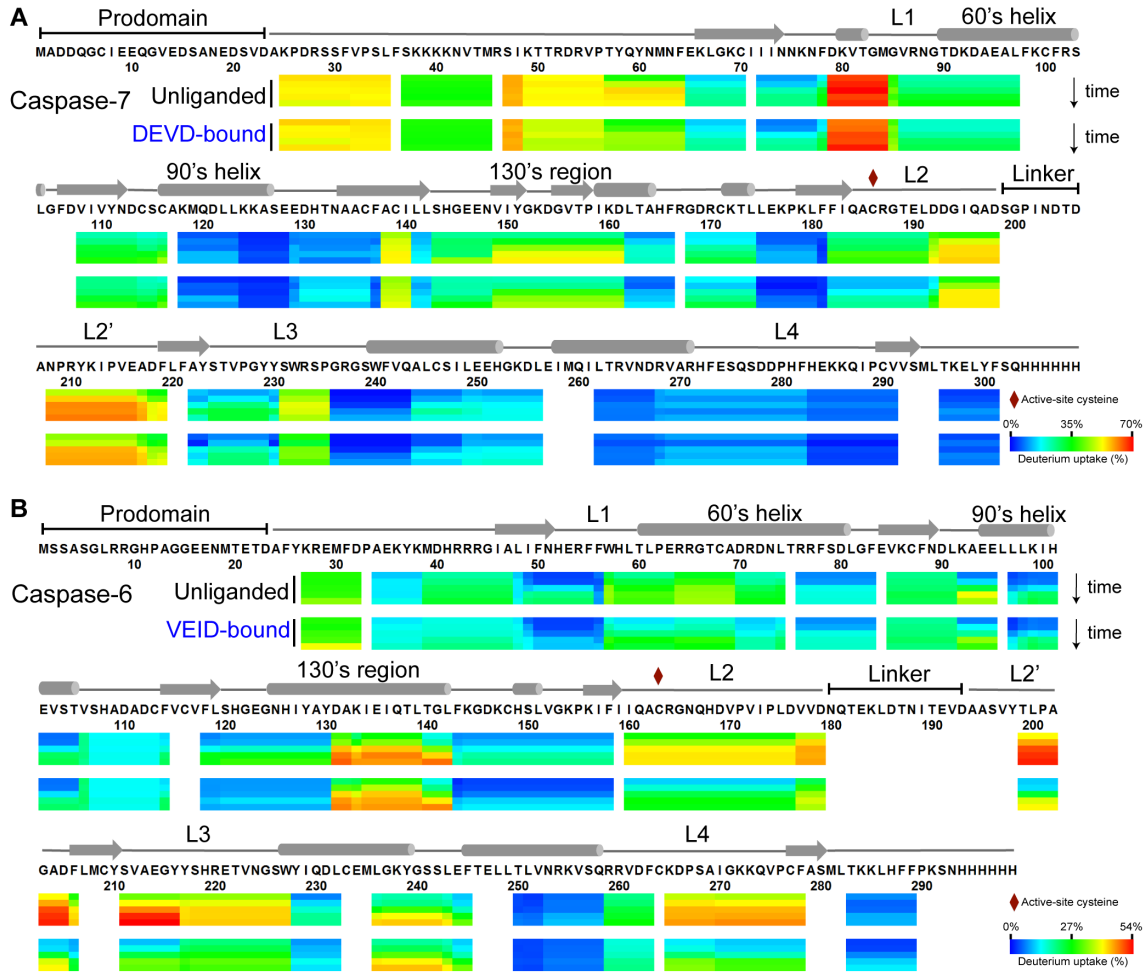 A
Prodomain L1 60's helix
MADDQGCIEEQGVEDSANEDSVDAKPDRSSFVPSLFSKKKKNVTMRSIKTTRDRVPTYQYNMNFEKLGKCIIINNKNFDKVTGMGVRNGTDKDAEALFKCFRS
10 20 30 40 50 60 70 80 90 100
Caspase-7 Unliganded time
DEVD-bound time
90's helix 130's region L2 Linker
LGFDVIVYNDCSCAKMQDLLKKASEEDHTNAACFACILLSHGEENVIYGKDGVTPIKDLTAHFRGDRCKTLLEKPKLFFIQACRGTELDDGIQADSGPINDTD
110 120 130 140 150 160 170 180 190 200
L2' L3 L4
ANPRYKIPVEADFLFAYSTVPGYYSWRSPGRGSWFVQALCSILEEHGKDLEIMQILTRVNDRVARHFESQSDDPHFHEKKQIPCVVSMLTKELYFSQHHHHHH
210 220 230 240 250 260 270 280 290 300
Active-site cysteine
0% 35% 70%
Deuterium uptake (%)
B
Prodomain L1 60's helix 90's helix
MSSASGLRRGHPAGGEENMTETDAFYKREMFDPAEKYKMDHRRRGIALIFNHERFFWHLTLPERRGTCADRDNLTRRFSDLGFEVKCFNDLKAEELLLKIH
10 20 30 40 50 60 70 80 90 100
Caspase-6 Unliganded time
VEID-bound time
130's region L2 Linker L2'
EVSTVSHADADCFVCVFLSHGEGNHIYAYDAKIEIQTLTGLFKGDKCHSLVGKPKIFIIQACRGNQHDVPVIPLDVVDNQTEKLDTNITEVDAASVYTLPA
110 120 130 140 150 160 170 180 190 200
L3 L4
GADFLMCYSVAEGYYSHRETVNGSWYIQDLCEMLGKYGSSLEFTELLTLVNRKVSQRRVDFCKDPSAIGKKQVPCFASMLTKKLHFFPKSNHHHHHH
210 220 230 240 250 260 270 280 290
Active-site cysteine
0% 27% 54%
Deuterium uptake (%)